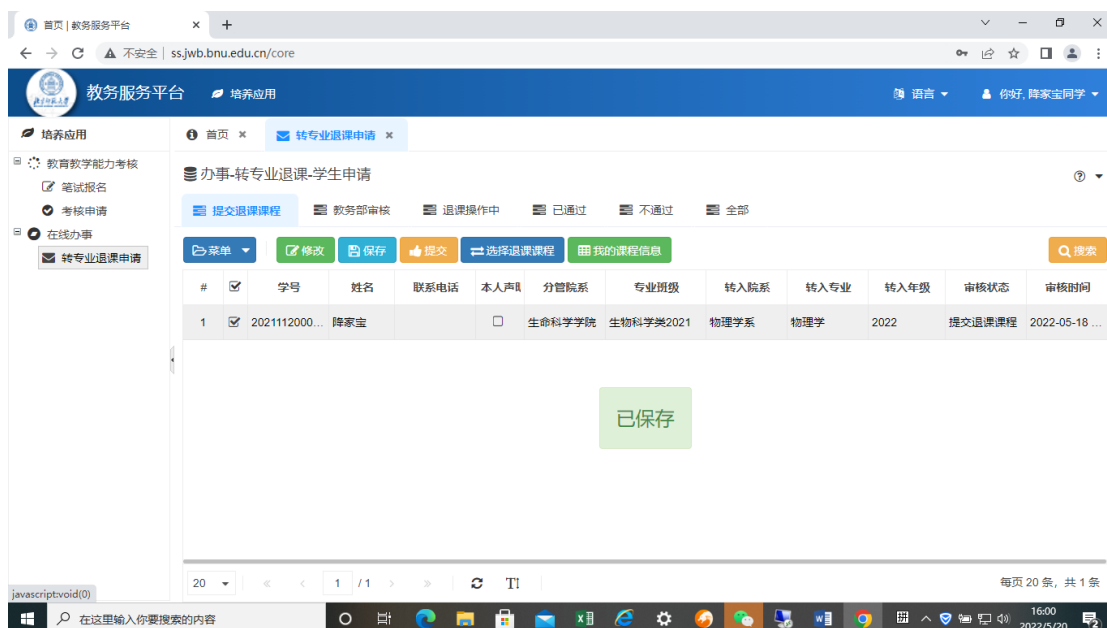 首页 | 教务服务平台
不安全 | ss.jwb.bnu.edu.cn/core
教务服务平台 培养应用 语言 你好, 降家宝同学
培养应用 首页 转专业退课申请
教育教学能力考核
笔试报名
考核申请
在线办事
转专业退课申请
办事-转专业退课-学生申请
提交退课课程 教务部审核 退课操作中 已通过 不通过 全部
菜单 修改 保存 提交 选择退课课程 我的课程信息 搜索
# 学号 姓名 联系电话 本人声 分管院系 专业班级 转入院系 转入专业 转入年级 审核状态 审核时间
1 2021112000... 降家宝 生命科学学院 生物科学类2021 物理学系 物理学 2022 提交退课课程 2022-05-18 ...
已保存
20 1 / 1 每页 20 条, 共 1 条
javascript:void(0)
在这里输入你要搜索的内容 16:00
2022/5/20